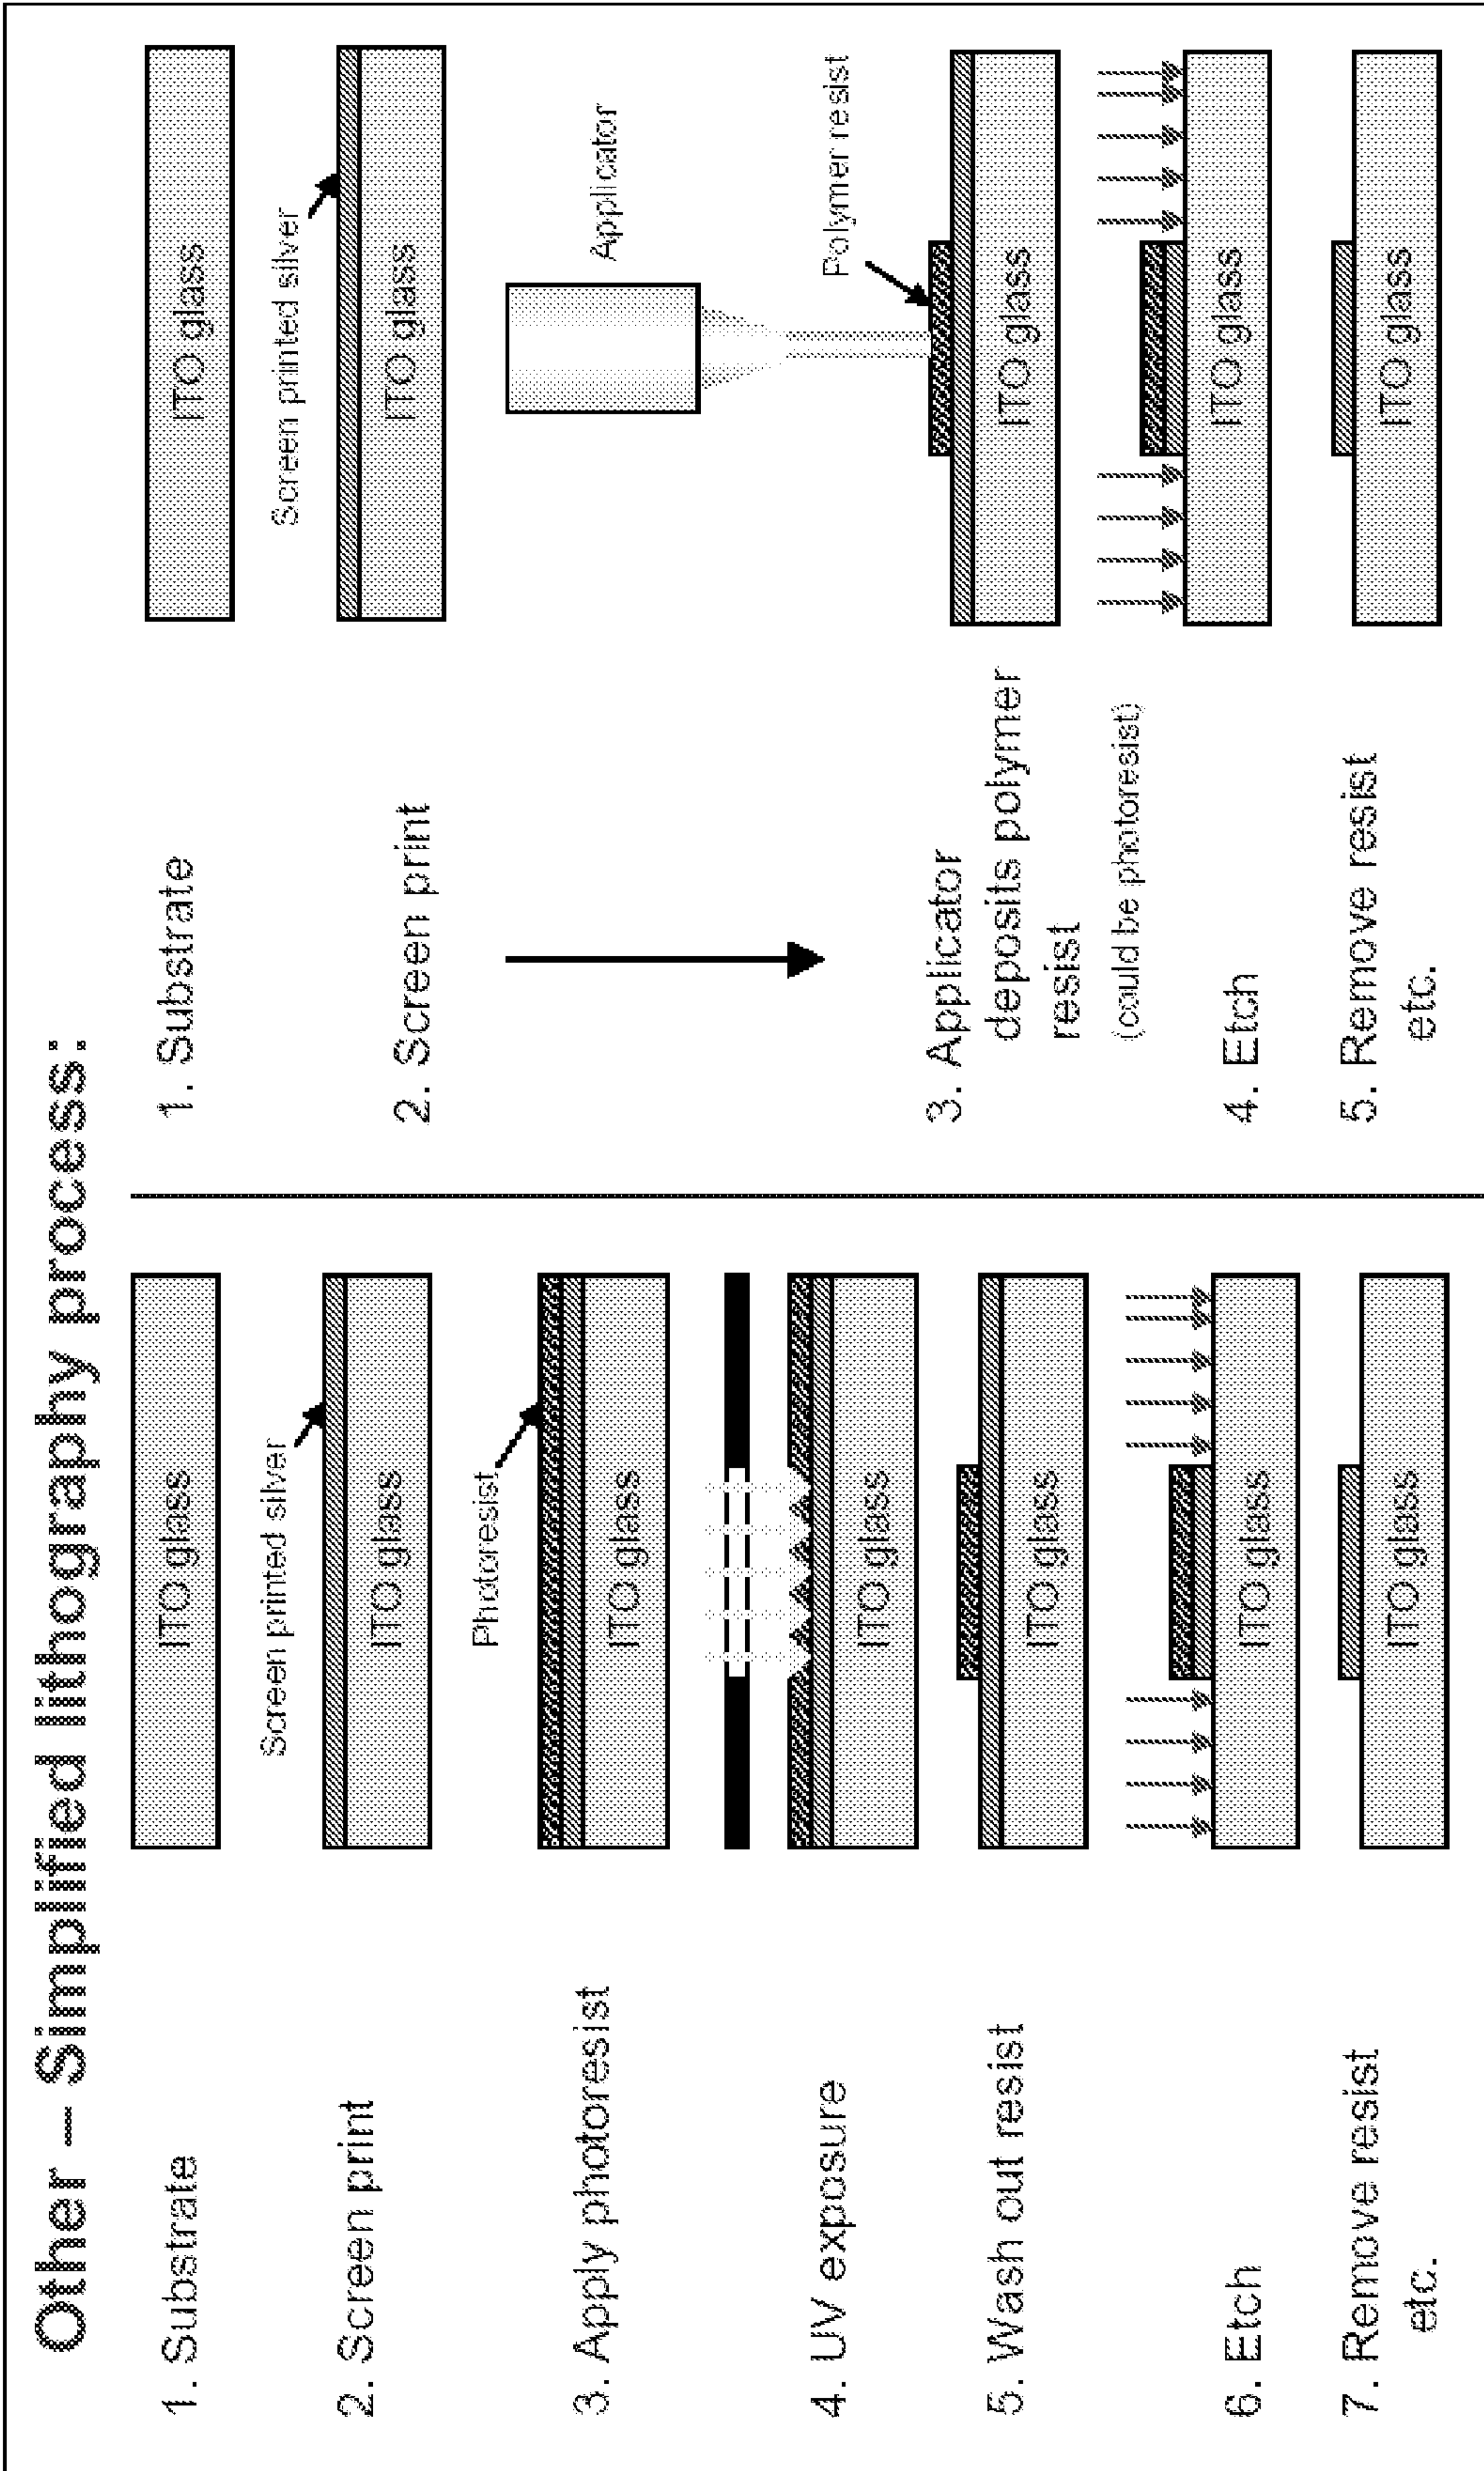 Other – Simplified lithography process:
1. Substrate
ITO glass
2. Screen print
Screen printed silver
ITO glass
3. Apply photoresist
Photoresist
ITO glass
4. UV exposure
ITO glass
5. Wash out resist
ITO glass
6. Etch
ITO glass
7. Remove resist
etc.
ITO glass
1. Substrate
ITO glass
2. Screen print
Screen printed silver
ITO glass
Applicator
3. Applicator
deposits polymer
resist
(could be photoresist)
Polymer resist
ITO glass
4. Etch
ITO glass
5. Remove resist
etc.
ITO glass